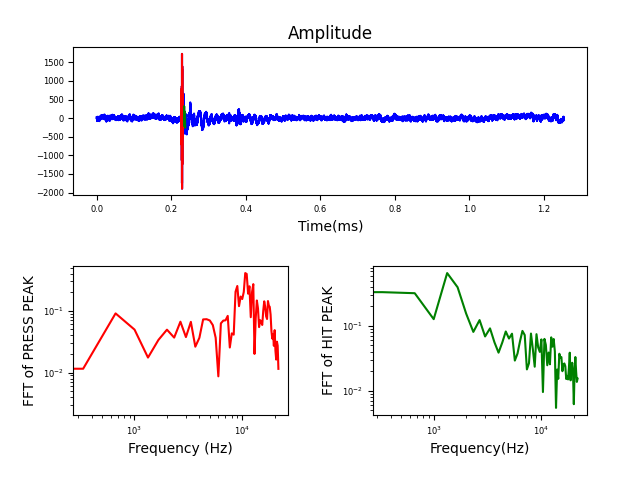 Amplitude
1500
1000
500
0
−500
−1000
−1500
−2000
0.0 0.2 0.4 0.6 0.8 1.0 1.2
Time(ms)
FFT of PRESS PEAK
10⁻¹
10⁻²
10³ 10⁴
Frequency (Hz)
FFT of HIT PEAK
10⁻¹
10⁻²
10³ 10⁴
Frequency(Hz)